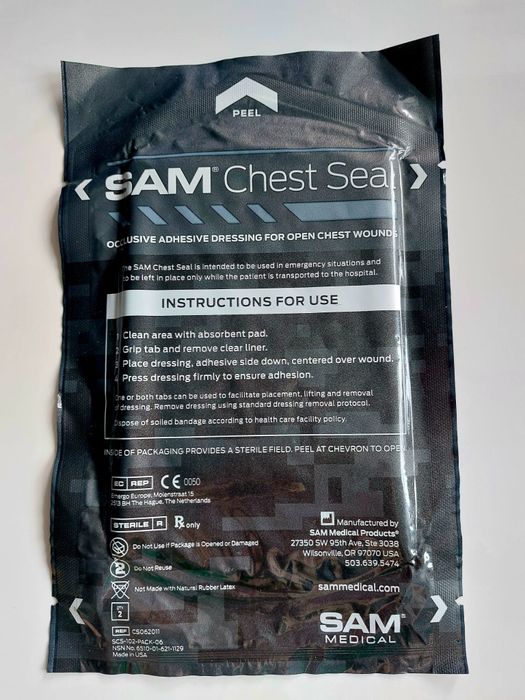 PEEL
SAM® Chest Seal
OCCLUSIVE ADHESIVE DRESSING FOR OPEN CHEST WOUNDS
The SAM Chest Seal is intended to be used in emergency situations and
to be left in place only while the patient is transported to the hospital.
INSTRUCTIONS FOR USE
1. Clean area with absorbent pad.
2. Grip tab and remove clear liner.
3. Place dressing, adhesive side down, centered over wound.
4. Press dressing firmly to ensure adhesion.
One or both tabs can be used to facilitate placement, lifting and removal
of dressing. Remove dressing using standard dressing removal protocol.
Dispose of soiled bandage according to health care facility policy.
INSIDE OF PACKAGING PROVIDES A STERILE FIELD. PEEL AT CHEVRON TO OPEN.
EC REP CE 0050
Emergo Europe, Molenstraat 15
2513 BH The Hague, The Netherlands
STERILE R Rx only
Do Not Use if Package is Opened or Damaged
2 Do Not Reuse
Not Made with Natural Rubber Latex
QTY
2
REF CS062011
SCS-102-PACK-06
NSN No. 6510-01-621-1129
Made in USA
Manufactured by
SAM Medical Products®
27350 SW 95th Ave, Ste 3038
Wilsonville, OR 97070 USA
503.639.5474
sammedical.com
SAM®
MEDICAL